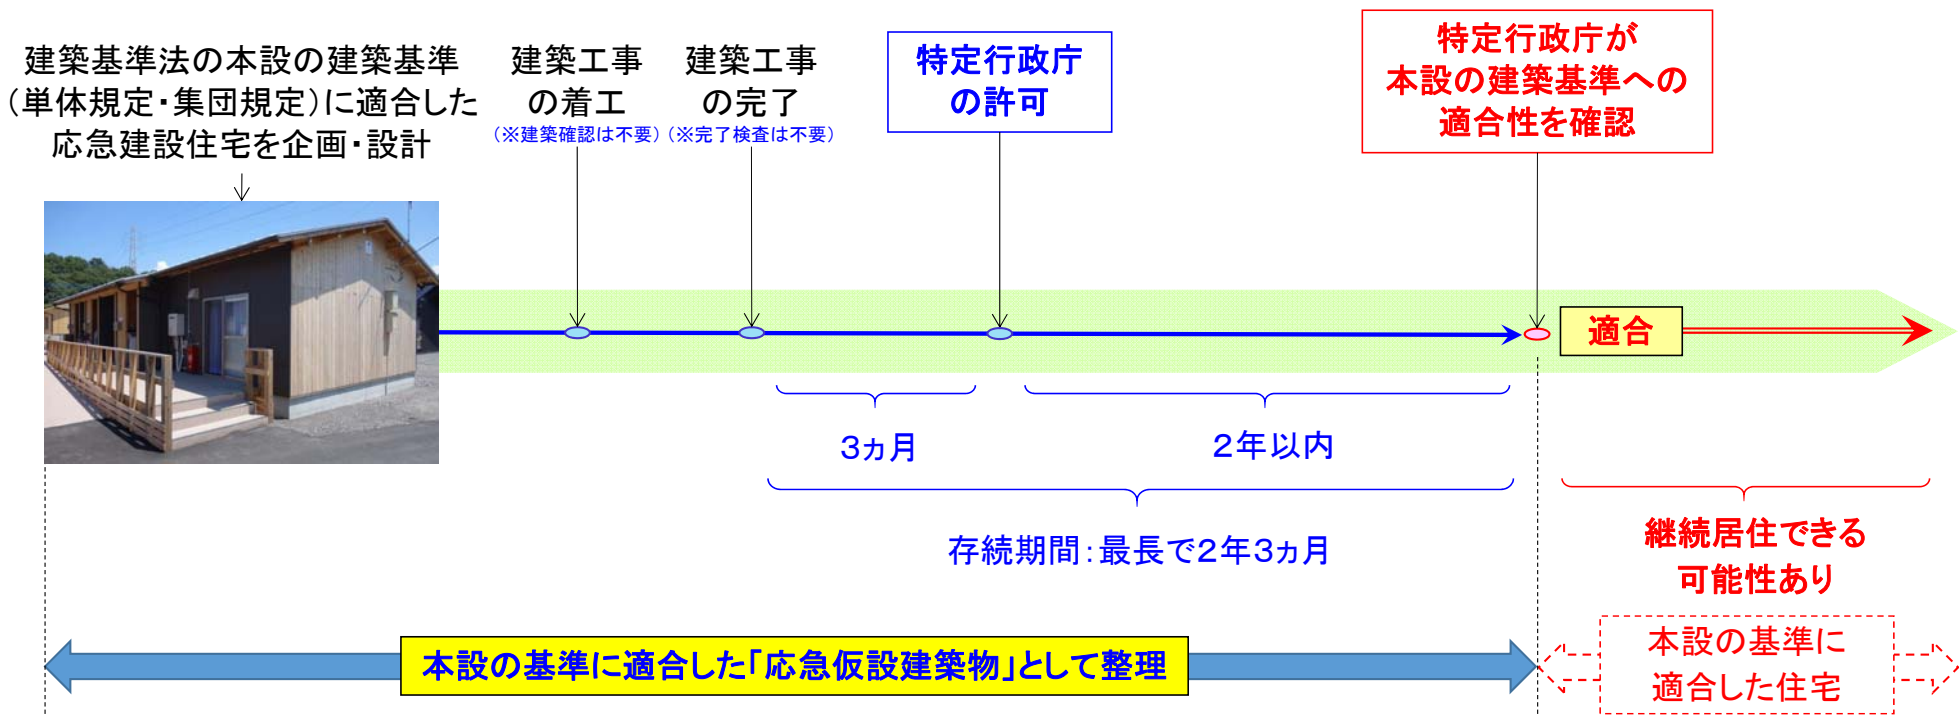 建築基準法の本設の建築基準
(単体規定・集団規定)に適合した
応急建設住宅を企画・設計
建築工事
の着工
(※建築確認は不要)
建築工事
の完了
(※完了検査は不要)
特定行政庁
の許可
特定行政庁が
本設の建築基準への
適合性を確認
適合
3ヵ月
2年以内
存続期間:最長で2年3ヵ月
継続居住できる
可能性あり
本設の基準に適合した「応急仮設建築物」として整理
本設の基準に
適合した住宅